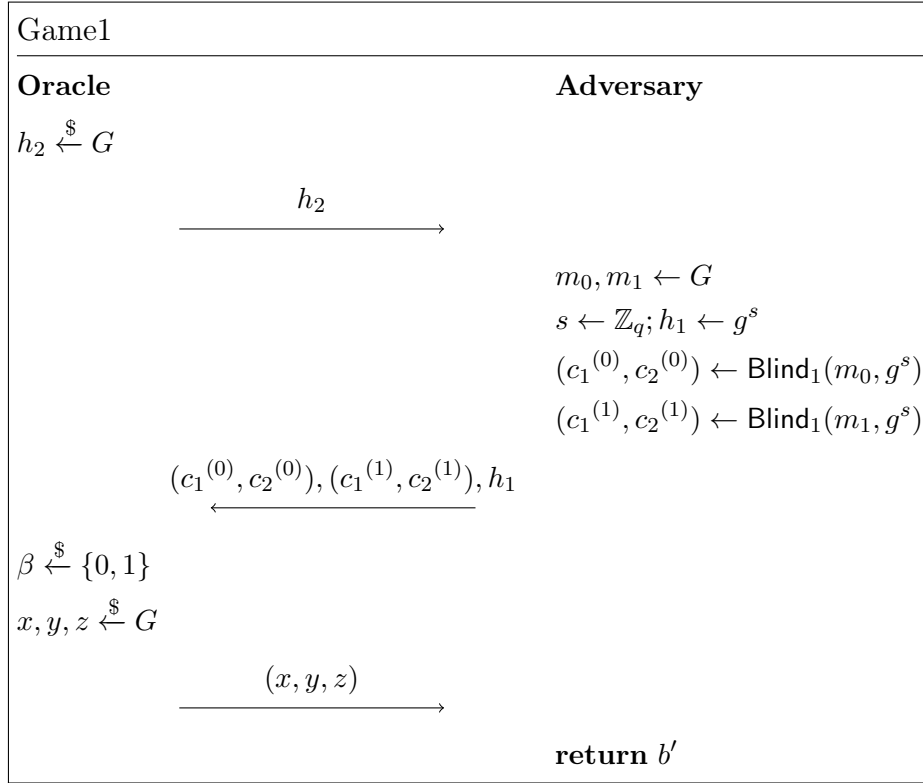 Game1
Oracle Adversary
h₂ ←$ G
h₂
m₀, m₁ ← G
s ← ℤ_q; h₁ ← g^s
(c₁^(0), c₂^(0)) ← Blind₁(m₀, g^s)
(c₁^(1), c₂^(1)) ← Blind₁(m₁, g^s)
(c₁^(0), c₂^(0)), (c₁^(1), c₂^(1)), h₁
β ←$ {0, 1}
x, y, z ←$ G
(x, y, z)
return b′